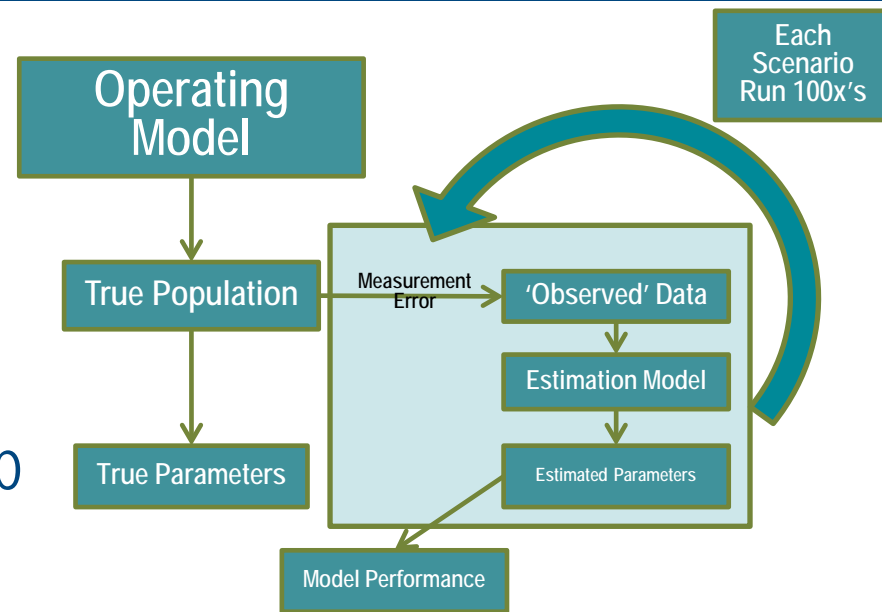 Each
Scenario
Run 100x's
Operating
Model
True Population
Measurement
Error
'Observed' Data
Estimation Model
True Parameters
Estimated Parameters
Model Performance